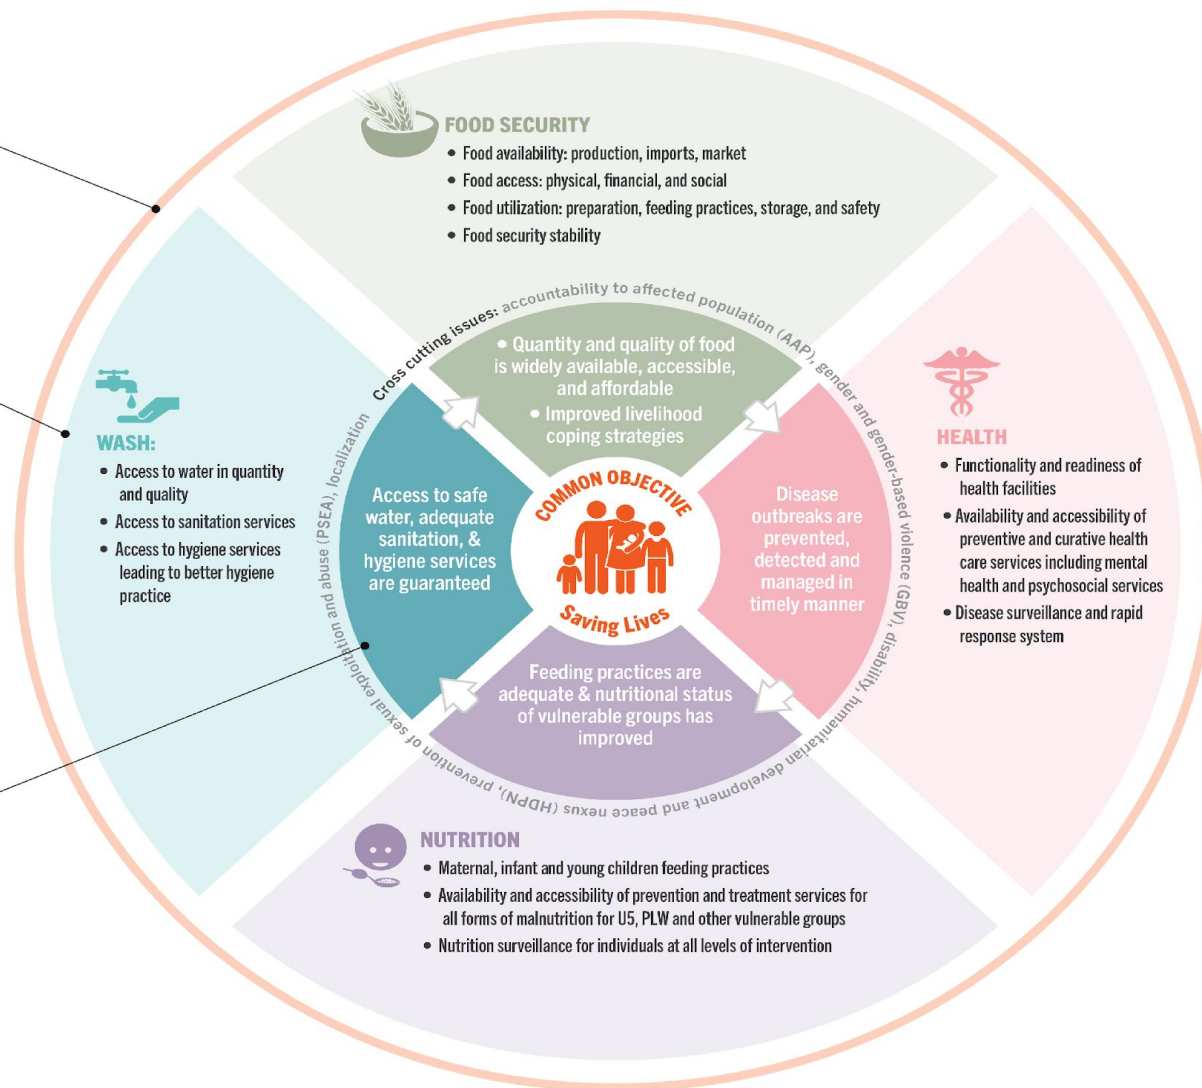 FOOD SECURITY
• Food availability: production, imports, market
• Food access: physical, financial, and social
• Food utilization: preparation, feeding practices, storage, and safety
• Food security stability
Cross cutting issues: accountability to affected population (AAP), gender and gender-based violence (GBV), disability, humanitarian development and peace nexus (HDPN), prevention of sexual exploitation and abuse (PSEA), localization
• Quantity and quality of food
is widely available, accessible,
and affordable
• Improved livelihood
coping strategies
WASH:
• Access to water in quantity
and quality
• Access to sanitation services
• Access to hygiene services
leading to better hygiene
practice
Access to safe
water, adequate
sanitation, &
hygiene services
are guaranteed
COMMON OBJECTIVE
Saving Lives
Disease
outbreaks are
prevented,
detected and
managed in
timely manner
HEALTH
• Functionality and readiness of
health facilities
• Availability and accessibility of
preventive and curative health
care services including mental
health and psychosocial services
• Disease surveillance and rapid
response system
Feeding practices are
adequate & nutritional status
of vulnerable groups has
improved
NUTRITION
• Maternal, infant and young children feeding practices
• Availability and accessibility of prevention and treatment services for
all forms of malnutrition for U5, PLW and other vulnerable groups
• Nutrition surveillance for individuals at all levels of intervention